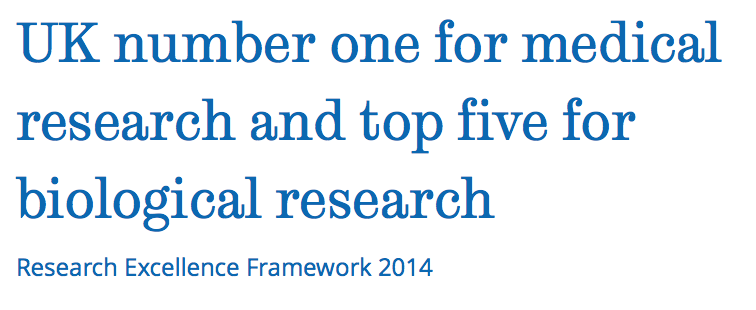 UK number one for medical
research and top five for
biological research
Research Excellence Framework 2014